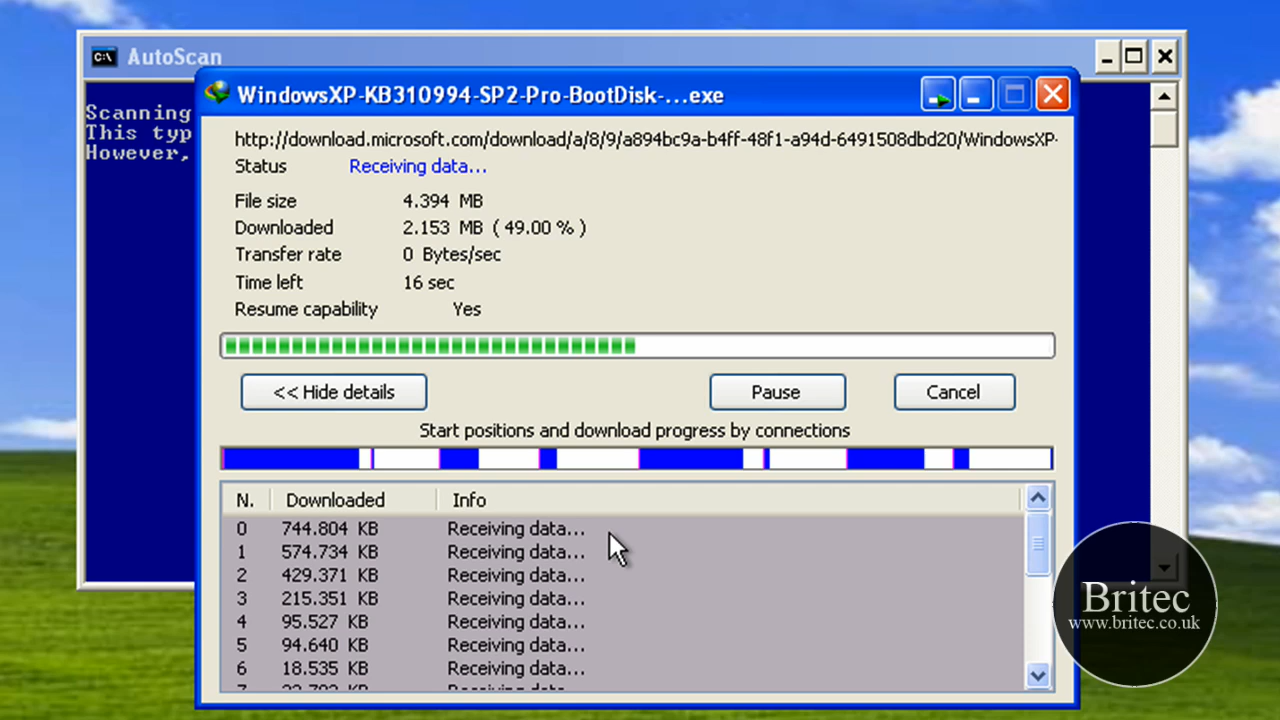 AutoScan
Scanning
This typ
However,
WindowsXP-KB310994-SP2-Pro-BootDisk-...exe
http://download.microsoft.com/download/a/8/9/a894bc9a-b4ff-48f1-a94d-6491508dbd20/WindowsXP-
Status Receiving data...
File size 4.394 MB
Downloaded 2.153 MB ( 49.00 % )
Transfer rate 0 Bytes/sec
Time left 16 sec
Resume capability Yes
<< Hide details Pause Cancel
Start positions and download progress by connections
N. Downloaded Info
0 744.804 KB Receiving data...
1 574.734 KB Receiving data...
2 429.371 KB Receiving data...
3 215.351 KB Receiving data...
4 95.527 KB Receiving data...
5 94.640 KB Receiving data...
6 18.535 KB Receiving data...
Britec
www.britec.co.uk